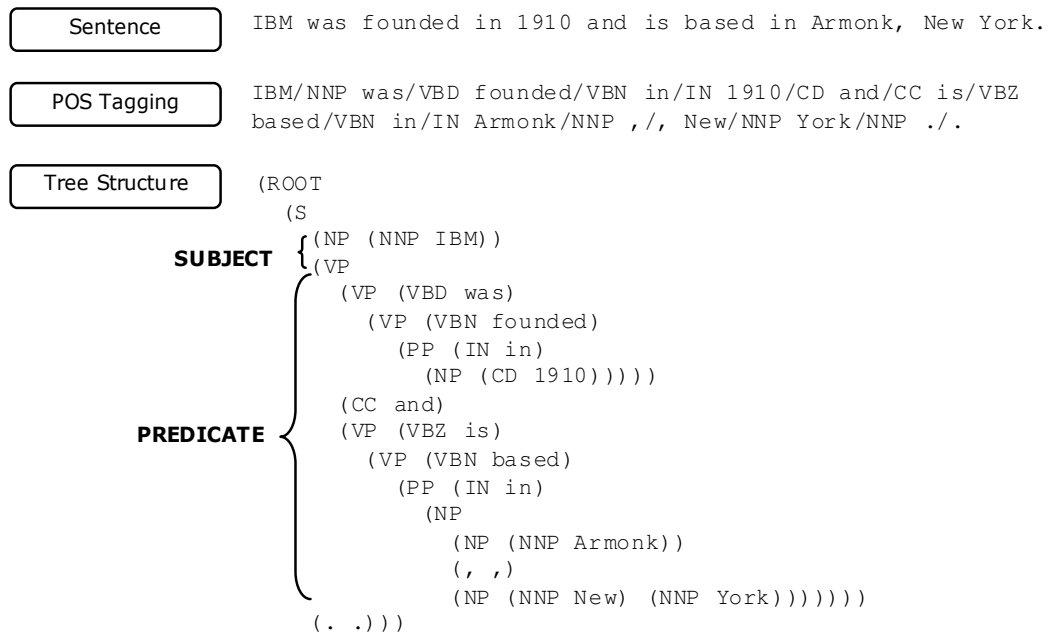 Sentence
IBM was founded in 1910 and is based in Armonk, New York.
POS Tagging
IBM/NNP was/VBD founded/VBN in/IN 1910/CD and/CC is/VBZ
based/VBN in/IN Armonk/NNP ,/, New/NNP York/NNP ./.
Tree Structure
(ROOT
(S
(NP (NNP IBM))
SUBJECT
(VP
(VP (VBD was)
(VP (VBN founded)
(PP (IN in)
(NP (CD 1910)))))
(CC and)
PREDICATE
(VP (VBZ is)
(VP (VBN based)
(PP (IN in)
(NP
(NP (NNP Armonk))
(, ,)
(NP (NNP New) (NNP York)))))))
(. .)))